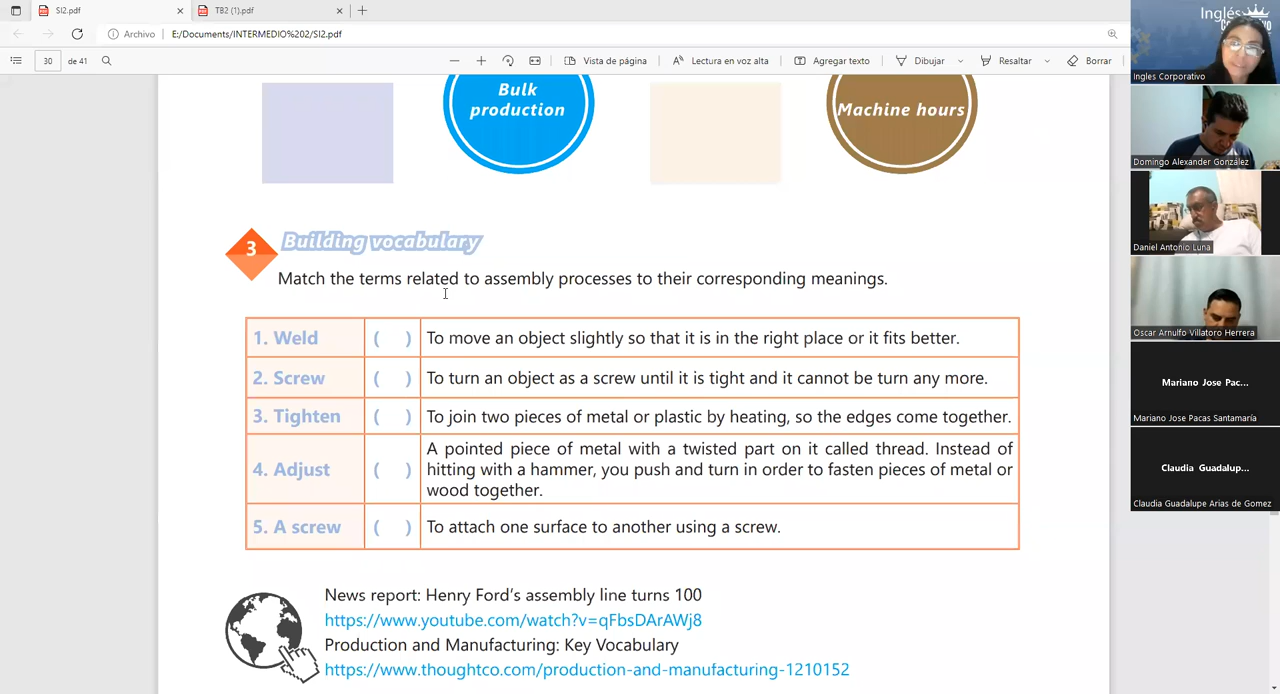 SI2.pdf
TB2 (1).pdf
Archivo
E:/Documents/INTERMEDIO%202/SI2.pdf
30
de 41
Vista de página
Lectura en voz alta
Agregar texto
Dibujar
Resaltar
Borrar
Bulk
production
Machine hours
3
Building vocabulary
Match the terms related to assembly processes to their corresponding meanings.
1. Weld ( ) To move an object slightly so that it is in the right place or it fits better.
2. Screw ( ) To turn an object as a screw until it is tight and it cannot be turn any more.
3. Tighten ( ) To join two pieces of metal or plastic by heating, so the edges come together.
4. Adjust ( ) A pointed piece of metal with a twisted part on it called thread. Instead of
hitting with a hammer, you push and turn in order to fasten pieces of metal or
wood together.
5. A screw ( ) To attach one surface to another using a screw.
News report: Henry Ford's assembly line turns 100
https://www.youtube.com/watch?v=qFbsDArAWj8
Production and Manufacturing: Key Vocabulary
https://www.thoughtco.com/production-and-manufacturing-1210152
Inglés
Ingles Corporativo
Domingo Alexander González
Daniel Antonio Luna
Oscar Arnulfo Villatoro Herrera
Mariano Jose Pac...
Mariano Jose Pacas Santamaría
Claudia Guadalup...
Claudia Guadalupe Arias de Gomez